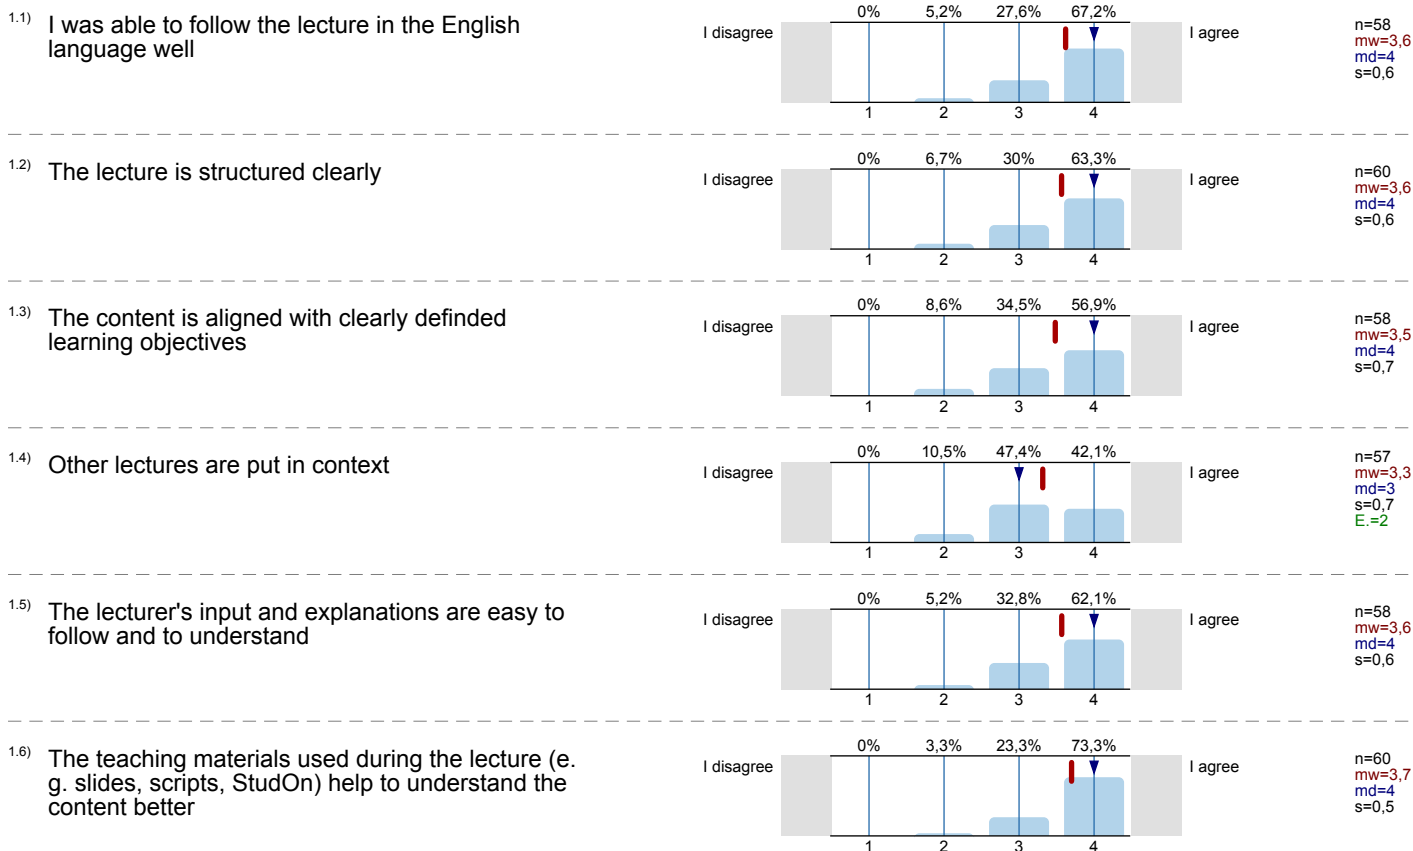 1.1) I was able to follow the lecture in the English
language well
I disagree
0% 5,2% 27,6% 67,2%
1 2 3 4
I agree
n=58
mw=3,6
md=4
s=0,6
1.2) The lecture is structured clearly
I disagree
0% 6,7% 30% 63,3%
1 2 3 4
I agree
n=60
mw=3,6
md=4
s=0,6
1.3) The content is aligned with clearly definded
learning objectives
I disagree
0% 8,6% 34,5% 56,9%
1 2 3 4
I agree
n=58
mw=3,5
md=4
s=0,7
1.4) Other lectures are put in context
I disagree
0% 10,5% 47,4% 42,1%
1 2 3 4
I agree
n=57
mw=3,3
md=3
s=0,7
E.=2
1.5) The lecturer's input and explanations are easy to
follow and to understand
I disagree
0% 5,2% 32,8% 62,1%
1 2 3 4
I agree
n=58
mw=3,6
md=4
s=0,6
1.6) The teaching materials used during the lecture (e.
g. slides, scripts, StudOn) help to understand the
content better
I disagree
0% 3,3% 23,3% 73,3%
1 2 3 4
I agree
n=60
mw=3,7
md=4
s=0,5